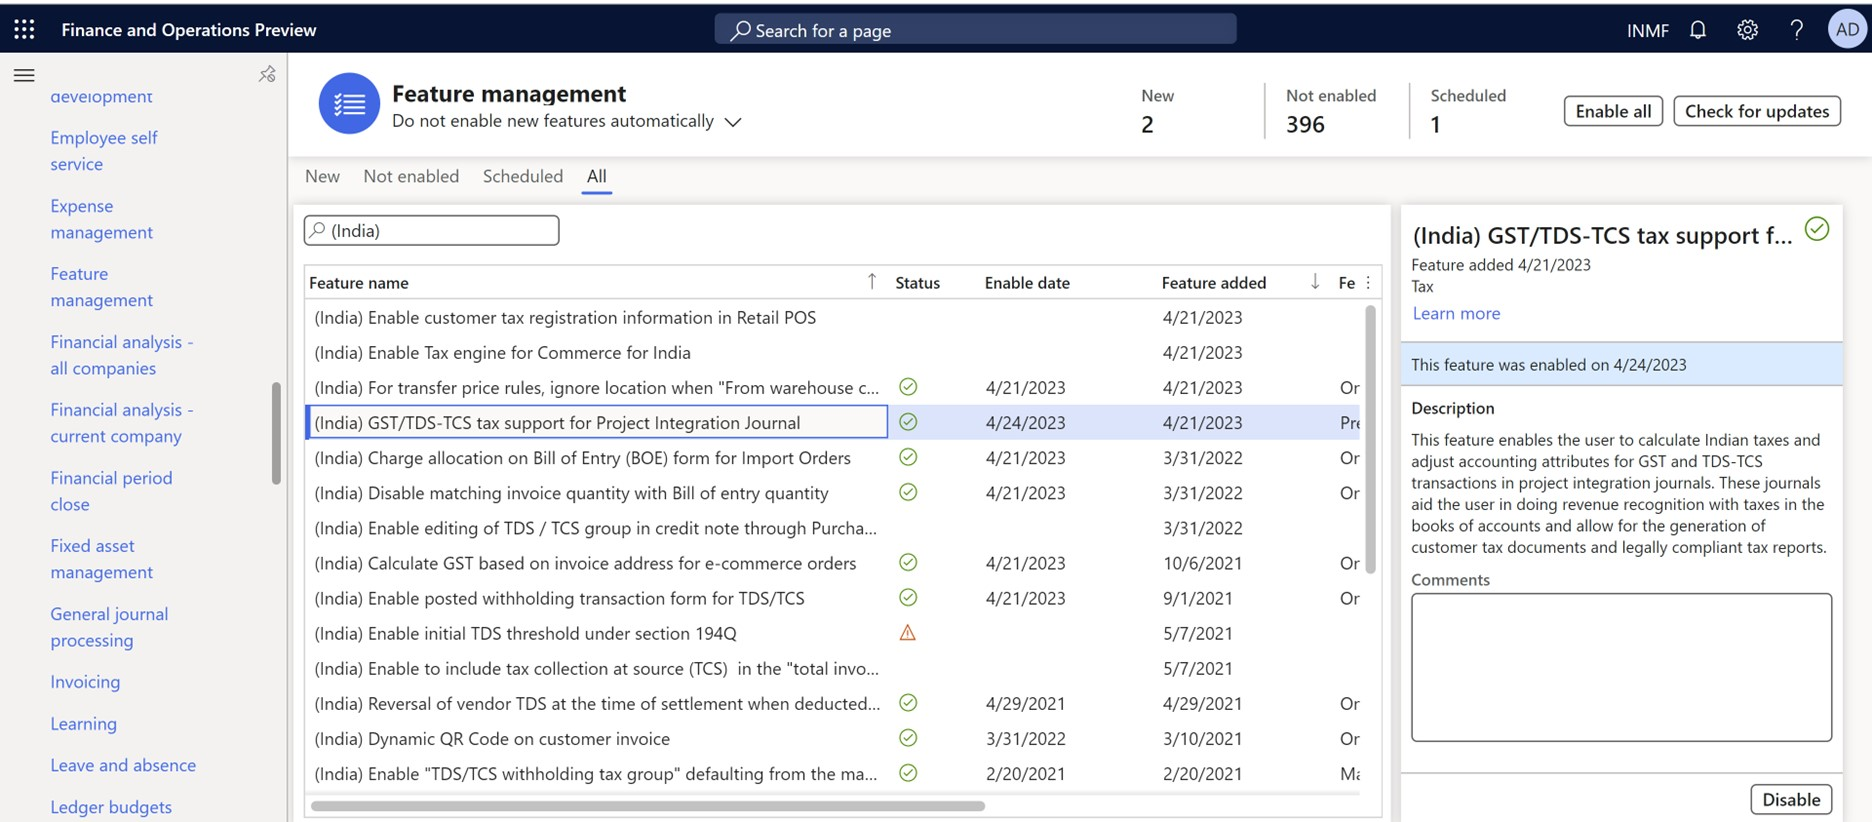 Finance and Operations Preview
Search for a page
INMF
?
AD
development
Employee self
service
Expense
management
Feature
management
Financial analysis -
all companies
Financial analysis -
current company
Financial period
close
Fixed asset
management
General journal
processing
Invoicing
Learning
Leave and absence
Ledger budgets
Feature management
Do not enable new features automatically
New
2
Not enabled
396
Scheduled
1
Enable all
Check for updates
New Not enabled Scheduled All
(India)
Feature name ↑ Status Enable date Feature added ↓ Fe
(India) Enable customer tax registration information in Retail POS 4/21/2023
(India) Enable Tax engine for Commerce for India 4/21/2023
(India) For transfer price rules, ignore location when "From warehouse c... 4/21/2023 4/21/2023 Or
(India) GST/TDS-TCS tax support for Project Integration Journal 4/24/2023 4/21/2023 Pre
(India) Charge allocation on Bill of Entry (BOE) form for Import Orders 4/21/2023 3/31/2022 Or
(India) Disable matching invoice quantity with Bill of entry quantity 4/21/2023 3/31/2022 Or
(India) Enable editing of TDS / TCS group in credit note through Purcha... 3/31/2022
(India) Calculate GST based on invoice address for e-commerce orders 4/21/2023 10/6/2021 Or
(India) Enable posted withholding transaction form for TDS/TCS 4/21/2023 9/1/2021 Or
(India) Enable initial TDS threshold under section 194Q 5/7/2021
(India) Enable to include tax collection at source (TCS)  in the "total invo... 5/7/2021
(India) Reversal of vendor TDS at the time of settlement when deducted... 4/29/2021 4/29/2021 Or
(India) Dynamic QR Code on customer invoice 3/31/2022 3/10/2021 Or
(India) Enable "TDS/TCS withholding tax group" defaulting from the ma... 2/20/2021 2/20/2021 Ma
(India) GST/TDS-TCS tax support f...
Feature added 4/21/2023
Tax
Learn more
This feature was enabled on 4/24/2023
Description
This feature enables the user to calculate Indian taxes and
adjust accounting attributes for GST and TDS-TCS
transactions in project integration journals. These journals
aid the user in doing revenue recognition with taxes in the
books of accounts and allow for the generation of
customer tax documents and legally compliant tax reports.
Comments
Disable